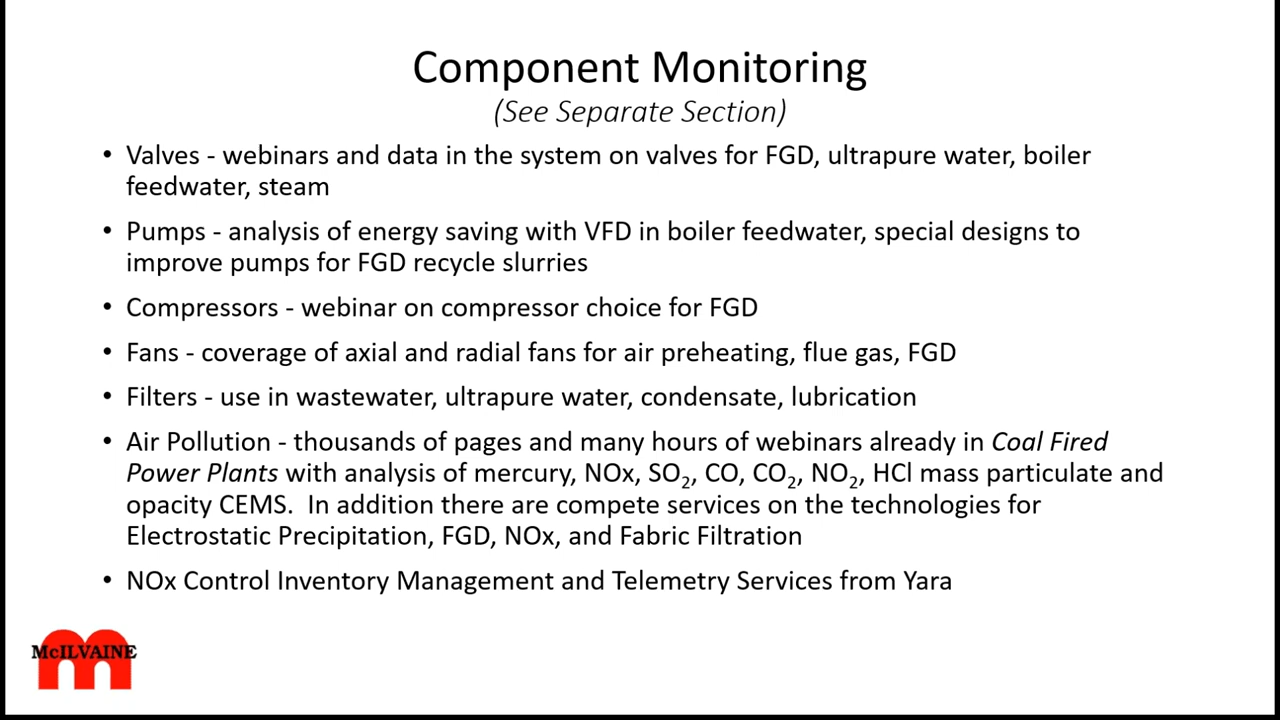 Component Monitoring
(See Separate Section)
• Valves - webinars and data in the system on valves for FGD, ultrapure water, boiler
feedwater, steam
• Pumps - analysis of energy saving with VFD in boiler feedwater, special designs to
improve pumps for FGD recycle slurries
• Compressors - webinar on compressor choice for FGD
• Fans - coverage of axial and radial fans for air preheating, flue gas, FGD
• Filters - use in wastewater, ultrapure water, condensate, lubrication
• Air Pollution - thousands of pages and many hours of webinars already in Coal Fired
Power Plants with analysis of mercury, NOx, SO₂, CO, CO₂, NO₂, HCl mass particulate and
opacity CEMS.  In addition there are compete services on the technologies for
Electrostatic Precipitation, FGD, NOx, and Fabric Filtration
• NOx Control Inventory Management and Telemetry Services from Yara
McILVAINE